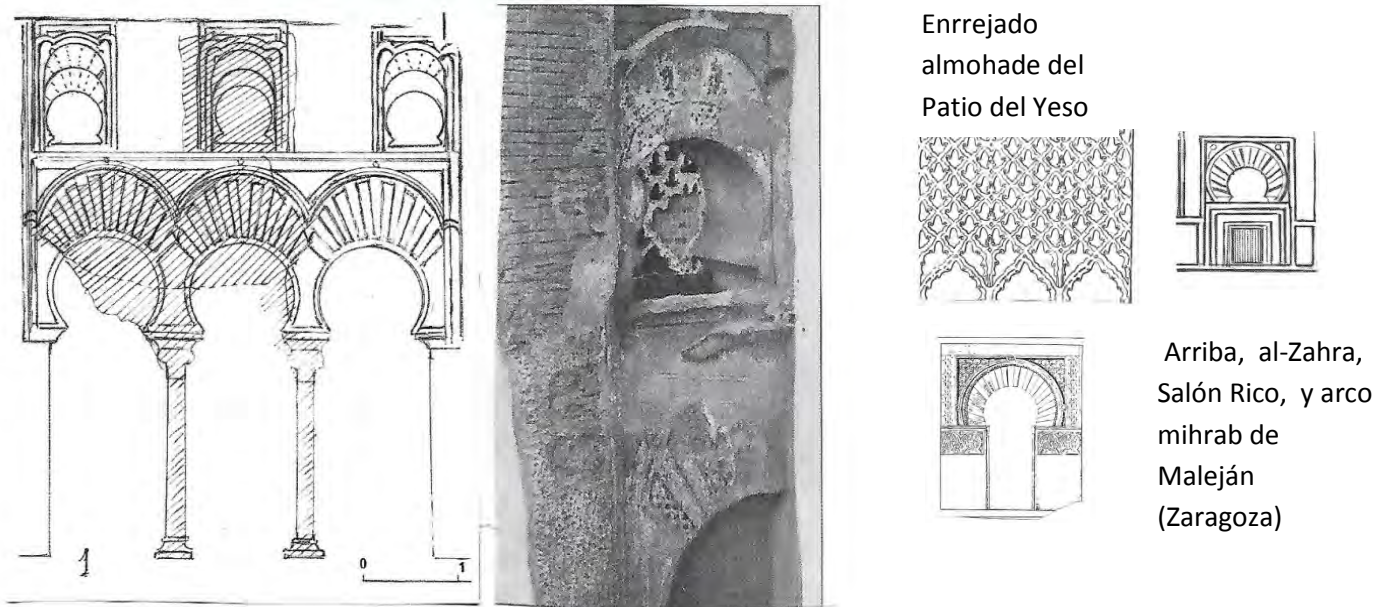 Enrrejado
almohade del
Patio del Yeso
Arriba, al-Zahra,
Salón Rico, y arco
mihrab de
Maleján
(Zaragoza)
1
0 1